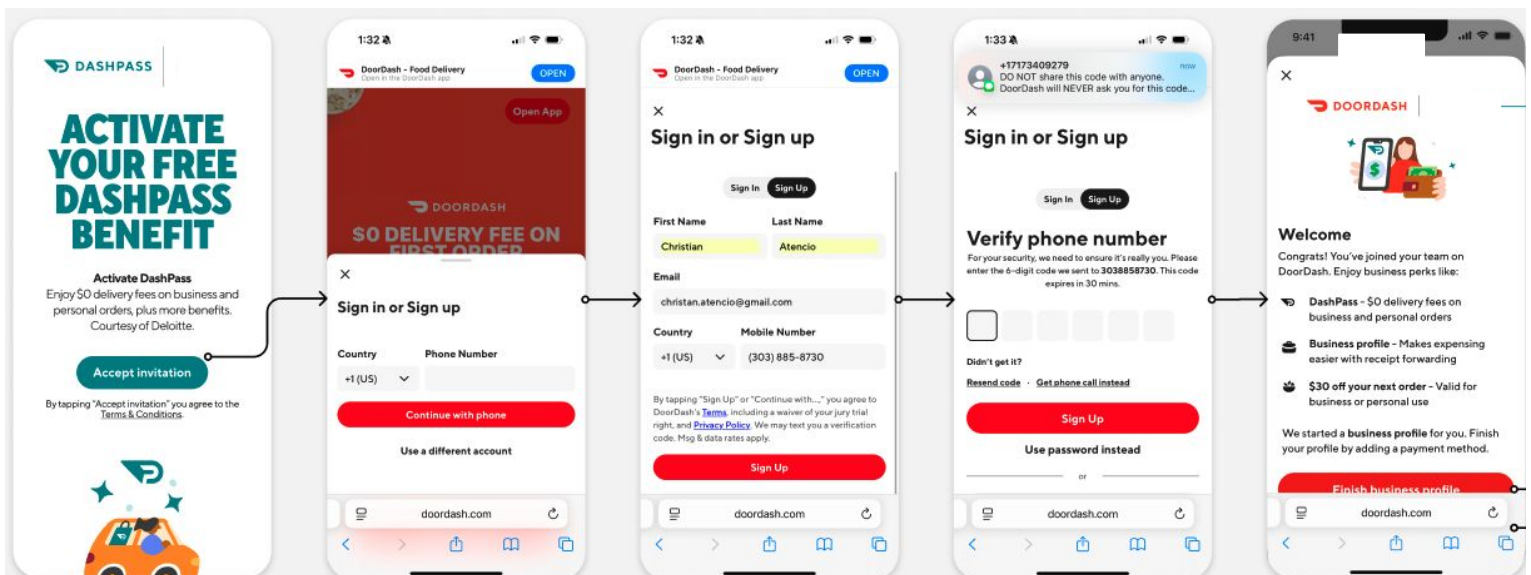 DASHPASS
ACTIVATE
YOUR FREE
DASHPASS
BENEFIT
Activate DashPass
Enjoy $0 delivery fees on business and
personal orders, plus more benefits.
Courtesy of Deloitte.
Accept invitation
By tapping "Accept invitation" you agree to the
Terms & Conditions.
1:32
DoorDash - Food Delivery
Open in the DoorDash app
OPEN
Open App
DOORDASH
$0 DELIVERY FEE ON
FIRST ORDER
Sign in or Sign up
Country
Phone Number
+1 (US)
Continue with phone
Use a different account
doordash.com
1:32
DoorDash - Food Delivery
Open in the DoorDash app
OPEN
Sign in or Sign up
Sign In
Sign Up
First Name
Last Name
Christian
Atencio
Email
christan.atencio@gmail.com
Country
Mobile Number
+1 (US)
(303) 885-8730
By tapping "Sign Up" or "Continue with...," you agree to
DoorDash's Terms, including a waiver of your jury trial
right, and Privacy Policy. We may text you a verification
code. Msg & data rates apply.
Sign Up
doordash.com
1:33
+17173409279
now
DO NOT share this code with anyone.
DoorDash will NEVER ask you for this code...
Sign in or Sign up
Sign In
Sign Up
Verify phone number
For your security, we need to ensure it's really you. Please
enter the 6-digit code we sent to 3038858730. This code
expires in 30 mins.
Didn't get it?
Resend code · Get phone call instead
Sign Up
Use password instead
or
doordash.com
9:41
DOORDASH
Welcome
Congrats! You've joined your team on
DoorDash. Enjoy business perks like:
DashPass - $0 delivery fees on
business and personal orders
Business profile - Makes expensing
easier with receipt forwarding
$30 off your next order - Valid for
business or personal use
We started a business profile for you. Finish
your profile by adding a payment method.
Finish business profile
doordash.com